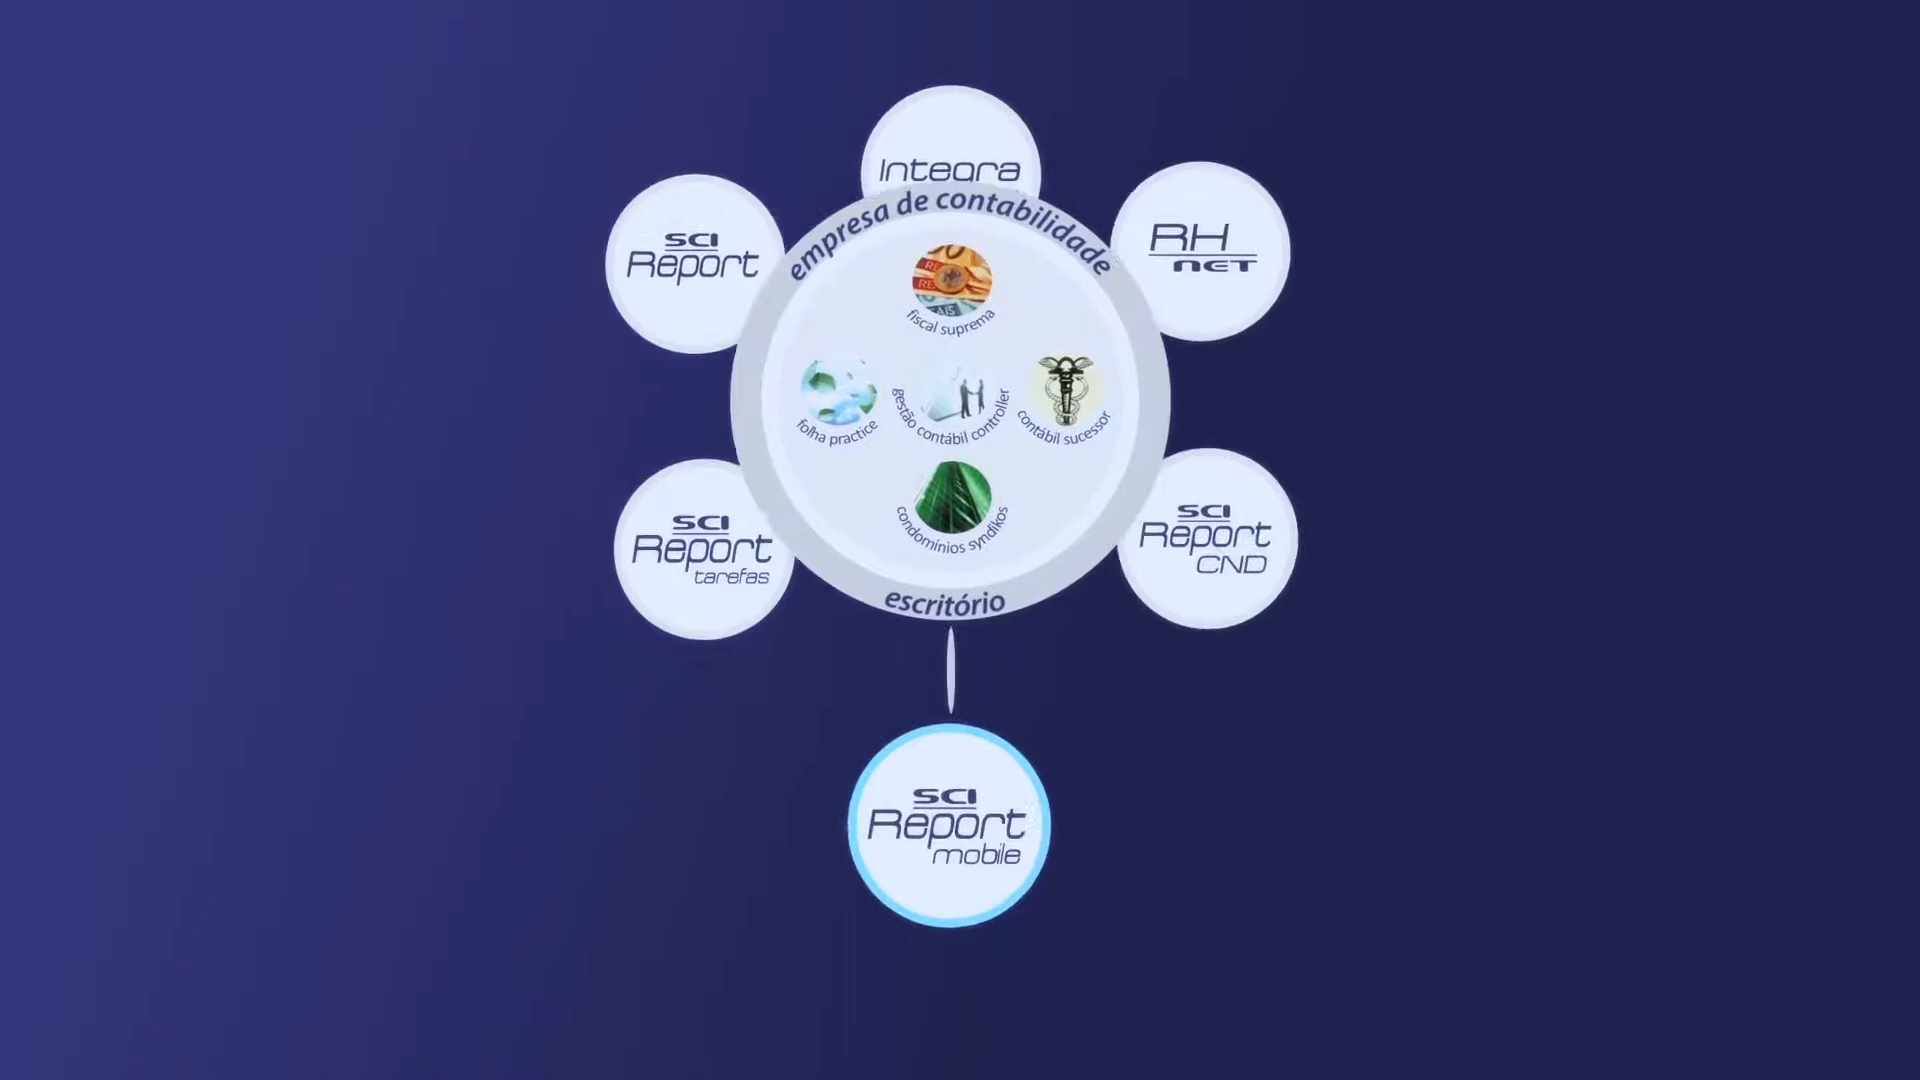 Integra
empresa de contabilidade
SCI
Report
RH
NET
fiscal suprema
folha practice
gestão contábil controller
contábil sucessor
condomínios syndikos
SCI
Report
tarefas
SCI
Report
CND
escritório
SCI
Report
mobile